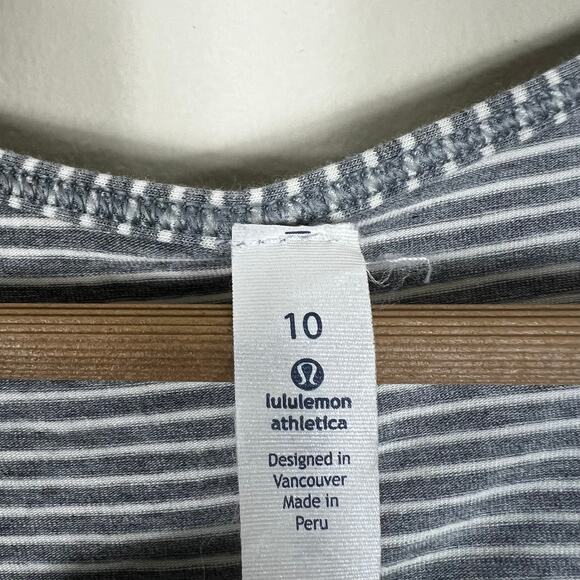 10
lululemon
athletica
Designed in
Vancouver
Made in
Peru